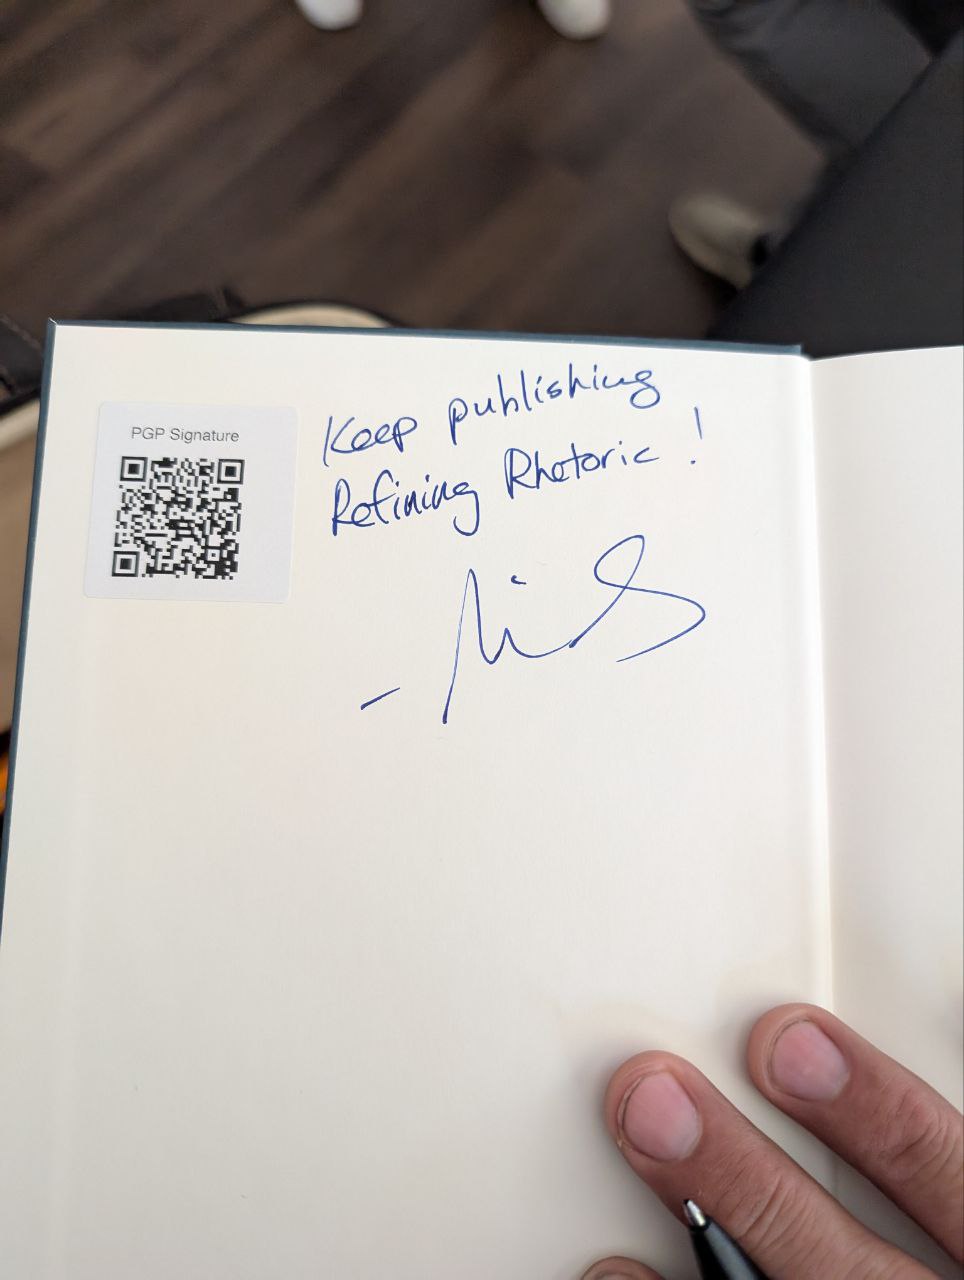 PGP Signature
Keep publishing
Refining Rhetoric!